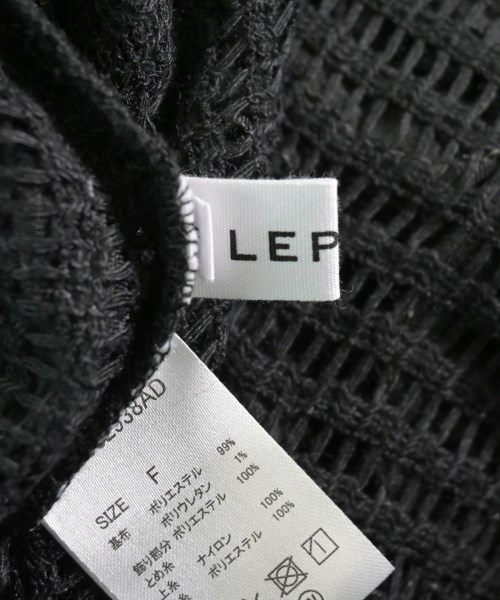 LEP
2938AD
SIZE F
基布 ポリエステル 99%
ポリウレタン 1%
飾り部分 ポリエステル 100%
とめ糸 ナイロン 100%
上糸 ポリエステル 100%